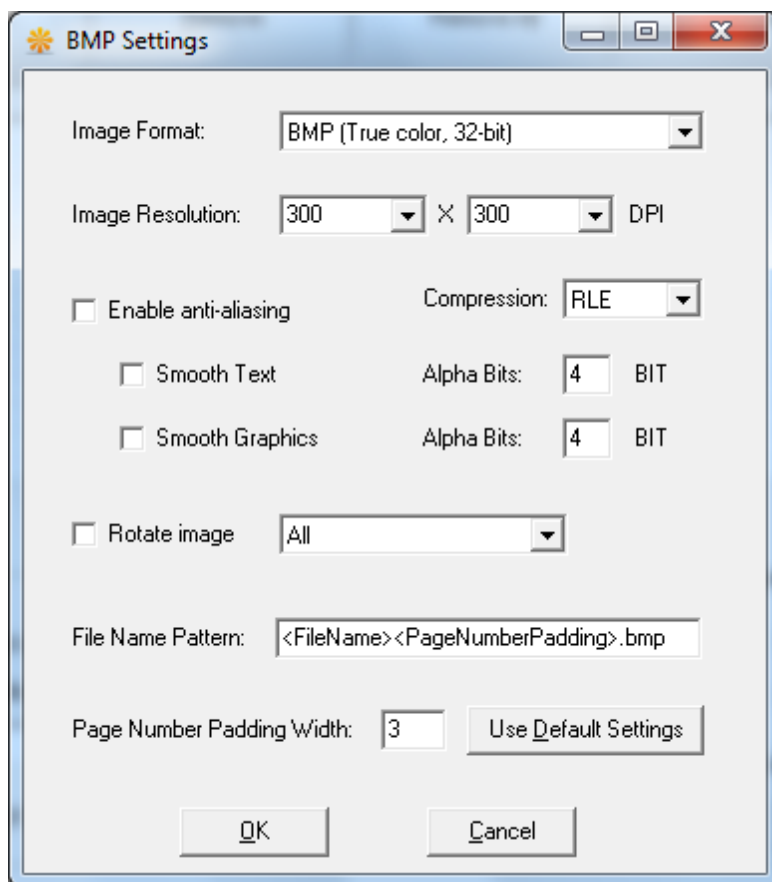 BMP Settings
Image Format: BMP (True color, 32-bit)
Image Resolution: 300 X 300 DPI
Enable anti-aliasing Compression: RLE
Smooth Text Alpha Bits: 4 BIT
Smooth Graphics Alpha Bits: 4 BIT
Rotate image All
File Name Pattern: <FileName><PageNumberPadding>.bmp
Page Number Padding Width: 3 Use Default Settings
OK Cancel